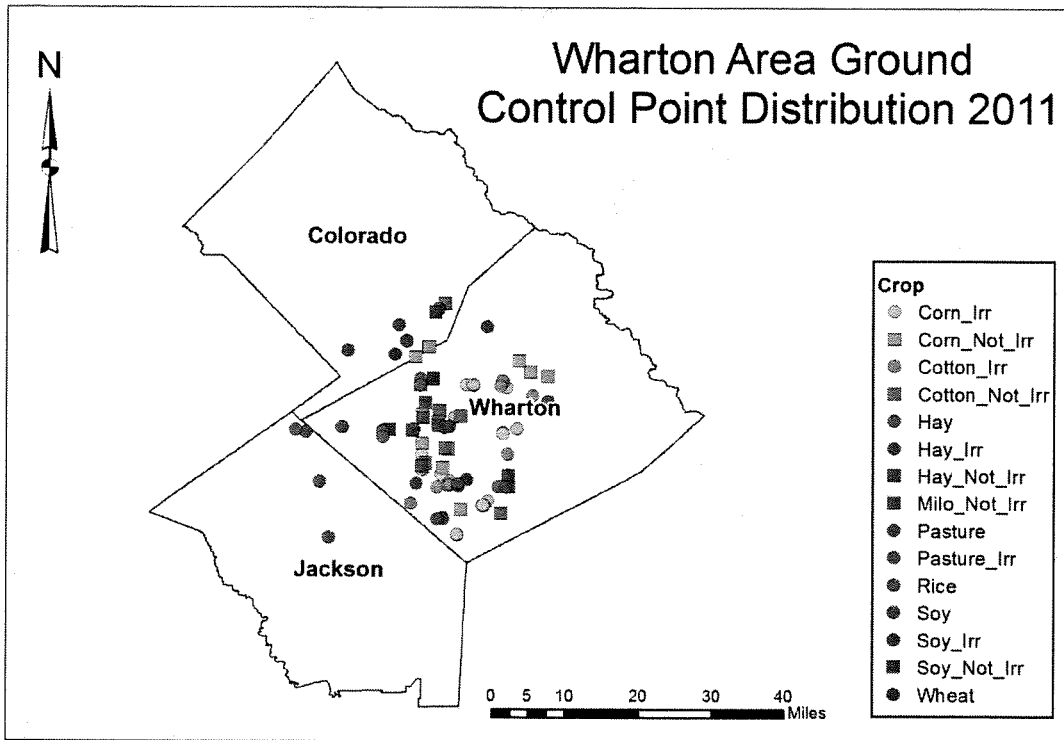 N
Wharton Area Ground
Control Point Distribution 2011
Colorado
Wharton
Jackson
Crop
Corn_Irr
Corn_Not_Irr
Cotton_Irr
Cotton_Not_Irr
Hay
Hay_Irr
Hay_Not_Irr
Milo_Not_Irr
Pasture
Pasture_Irr
Rice
Soy
Soy_Irr
Soy_Not_Irr
Wheat
0 5 10 20 30 40
Miles